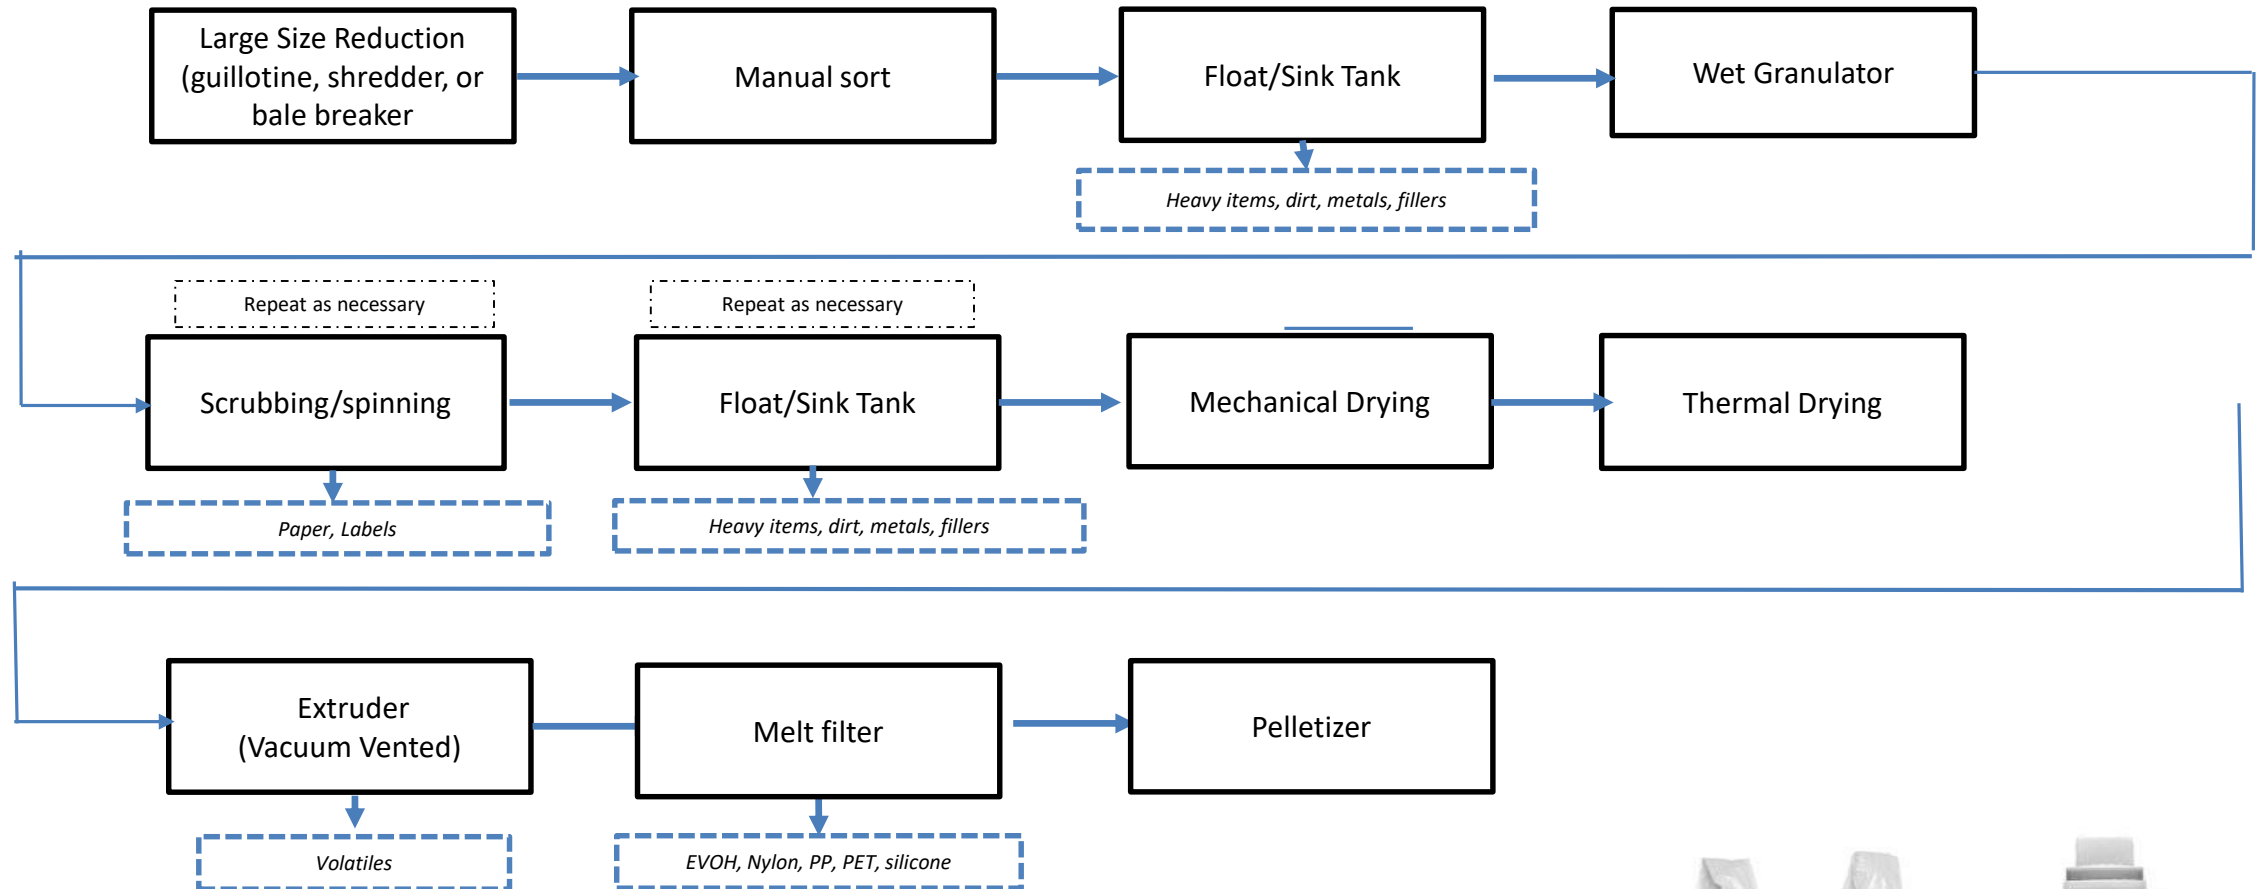 Large Size Reduction
(guillotine, shredder, or
bale breaker
Manual sort
Float/Sink Tank
Wet Granulator
Heavy items, dirt, metals, fillers
Repeat as necessary
Repeat as necessary
Scrubbing/spinning
Float/Sink Tank
Mechanical Drying
Thermal Drying
Paper, Labels
Heavy items, dirt, metals, fillers
Extruder
(Vacuum Vented)
Melt filter
Pelletizer
Volatiles
EVOH, Nylon, PP, PET, silicone